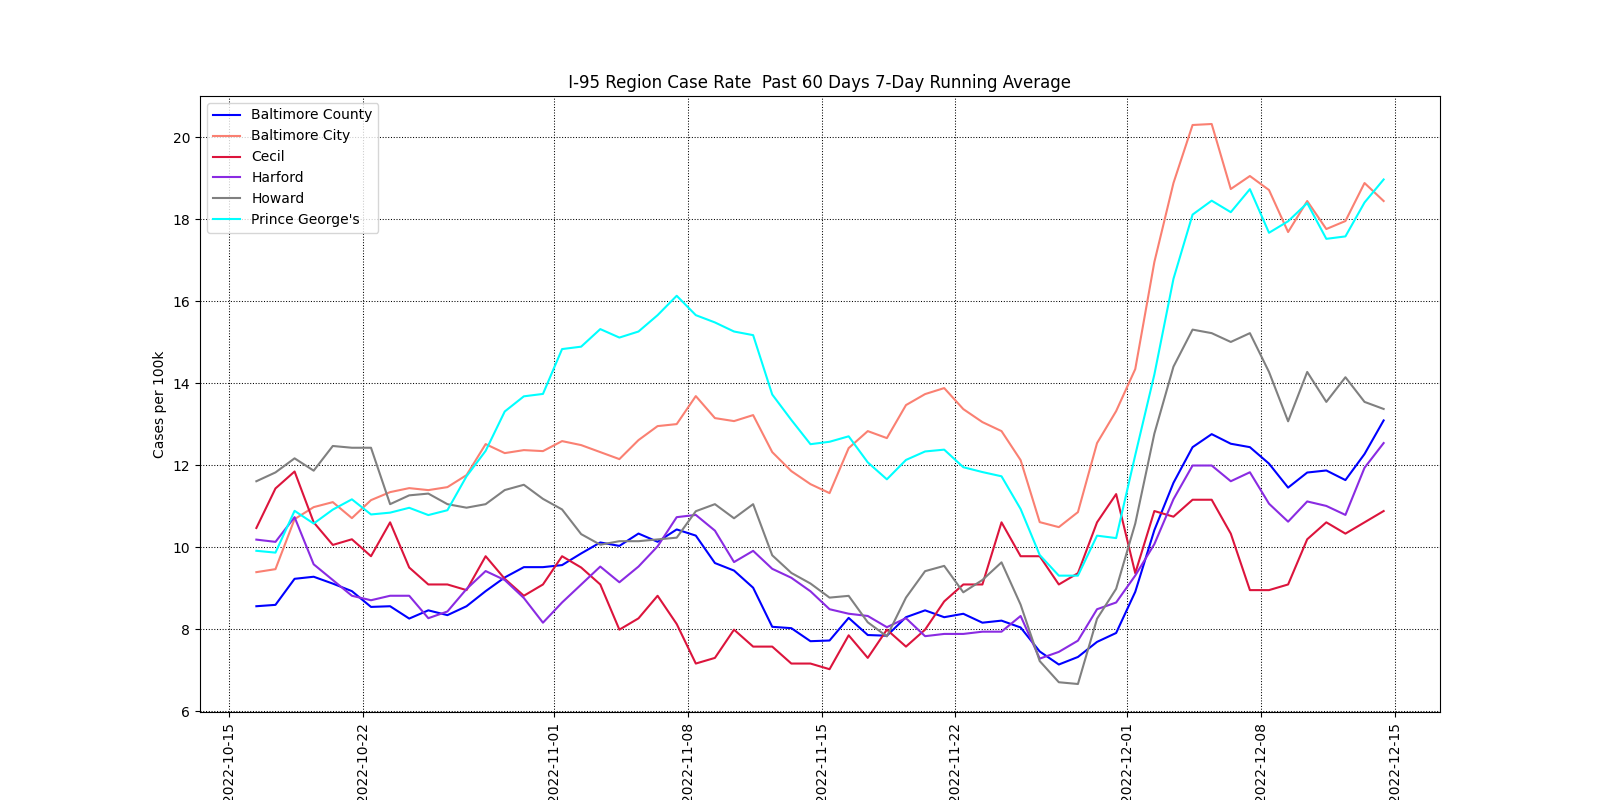 I-95 Region Case Rate  Past 60 Days 7-Day Running Average
Baltimore County
Baltimore City
Cecil
Harford
Howard
Prince George's
Cases per 100k
20
18
16
14
12
10
8
6
2022-10-15
2022-10-22
2022-11-01
2022-11-08
2022-11-15
2022-11-22
2022-12-01
2022-12-08
2022-12-15